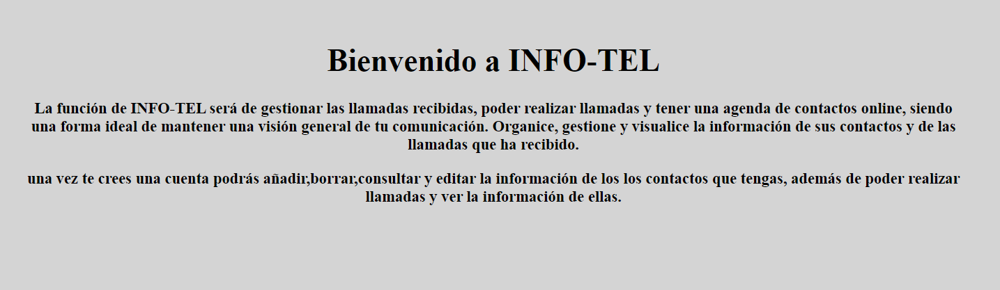 Bienvenido a INFO-TEL
La función de INFO-TEL será de gestionar las llamadas recibidas, poder realizar llamadas y tener una agenda de contactos online, siendo
una forma ideal de mantener una visión general de tu comunicación. Organice, gestione y visualice la información de sus contactos y de las
llamadas que ha recibido.
una vez te crees una cuenta podrás añadir,borrar,consultar y editar la información de los los contactos que tengas, además de poder realizar
llamadas y ver la información de ellas.